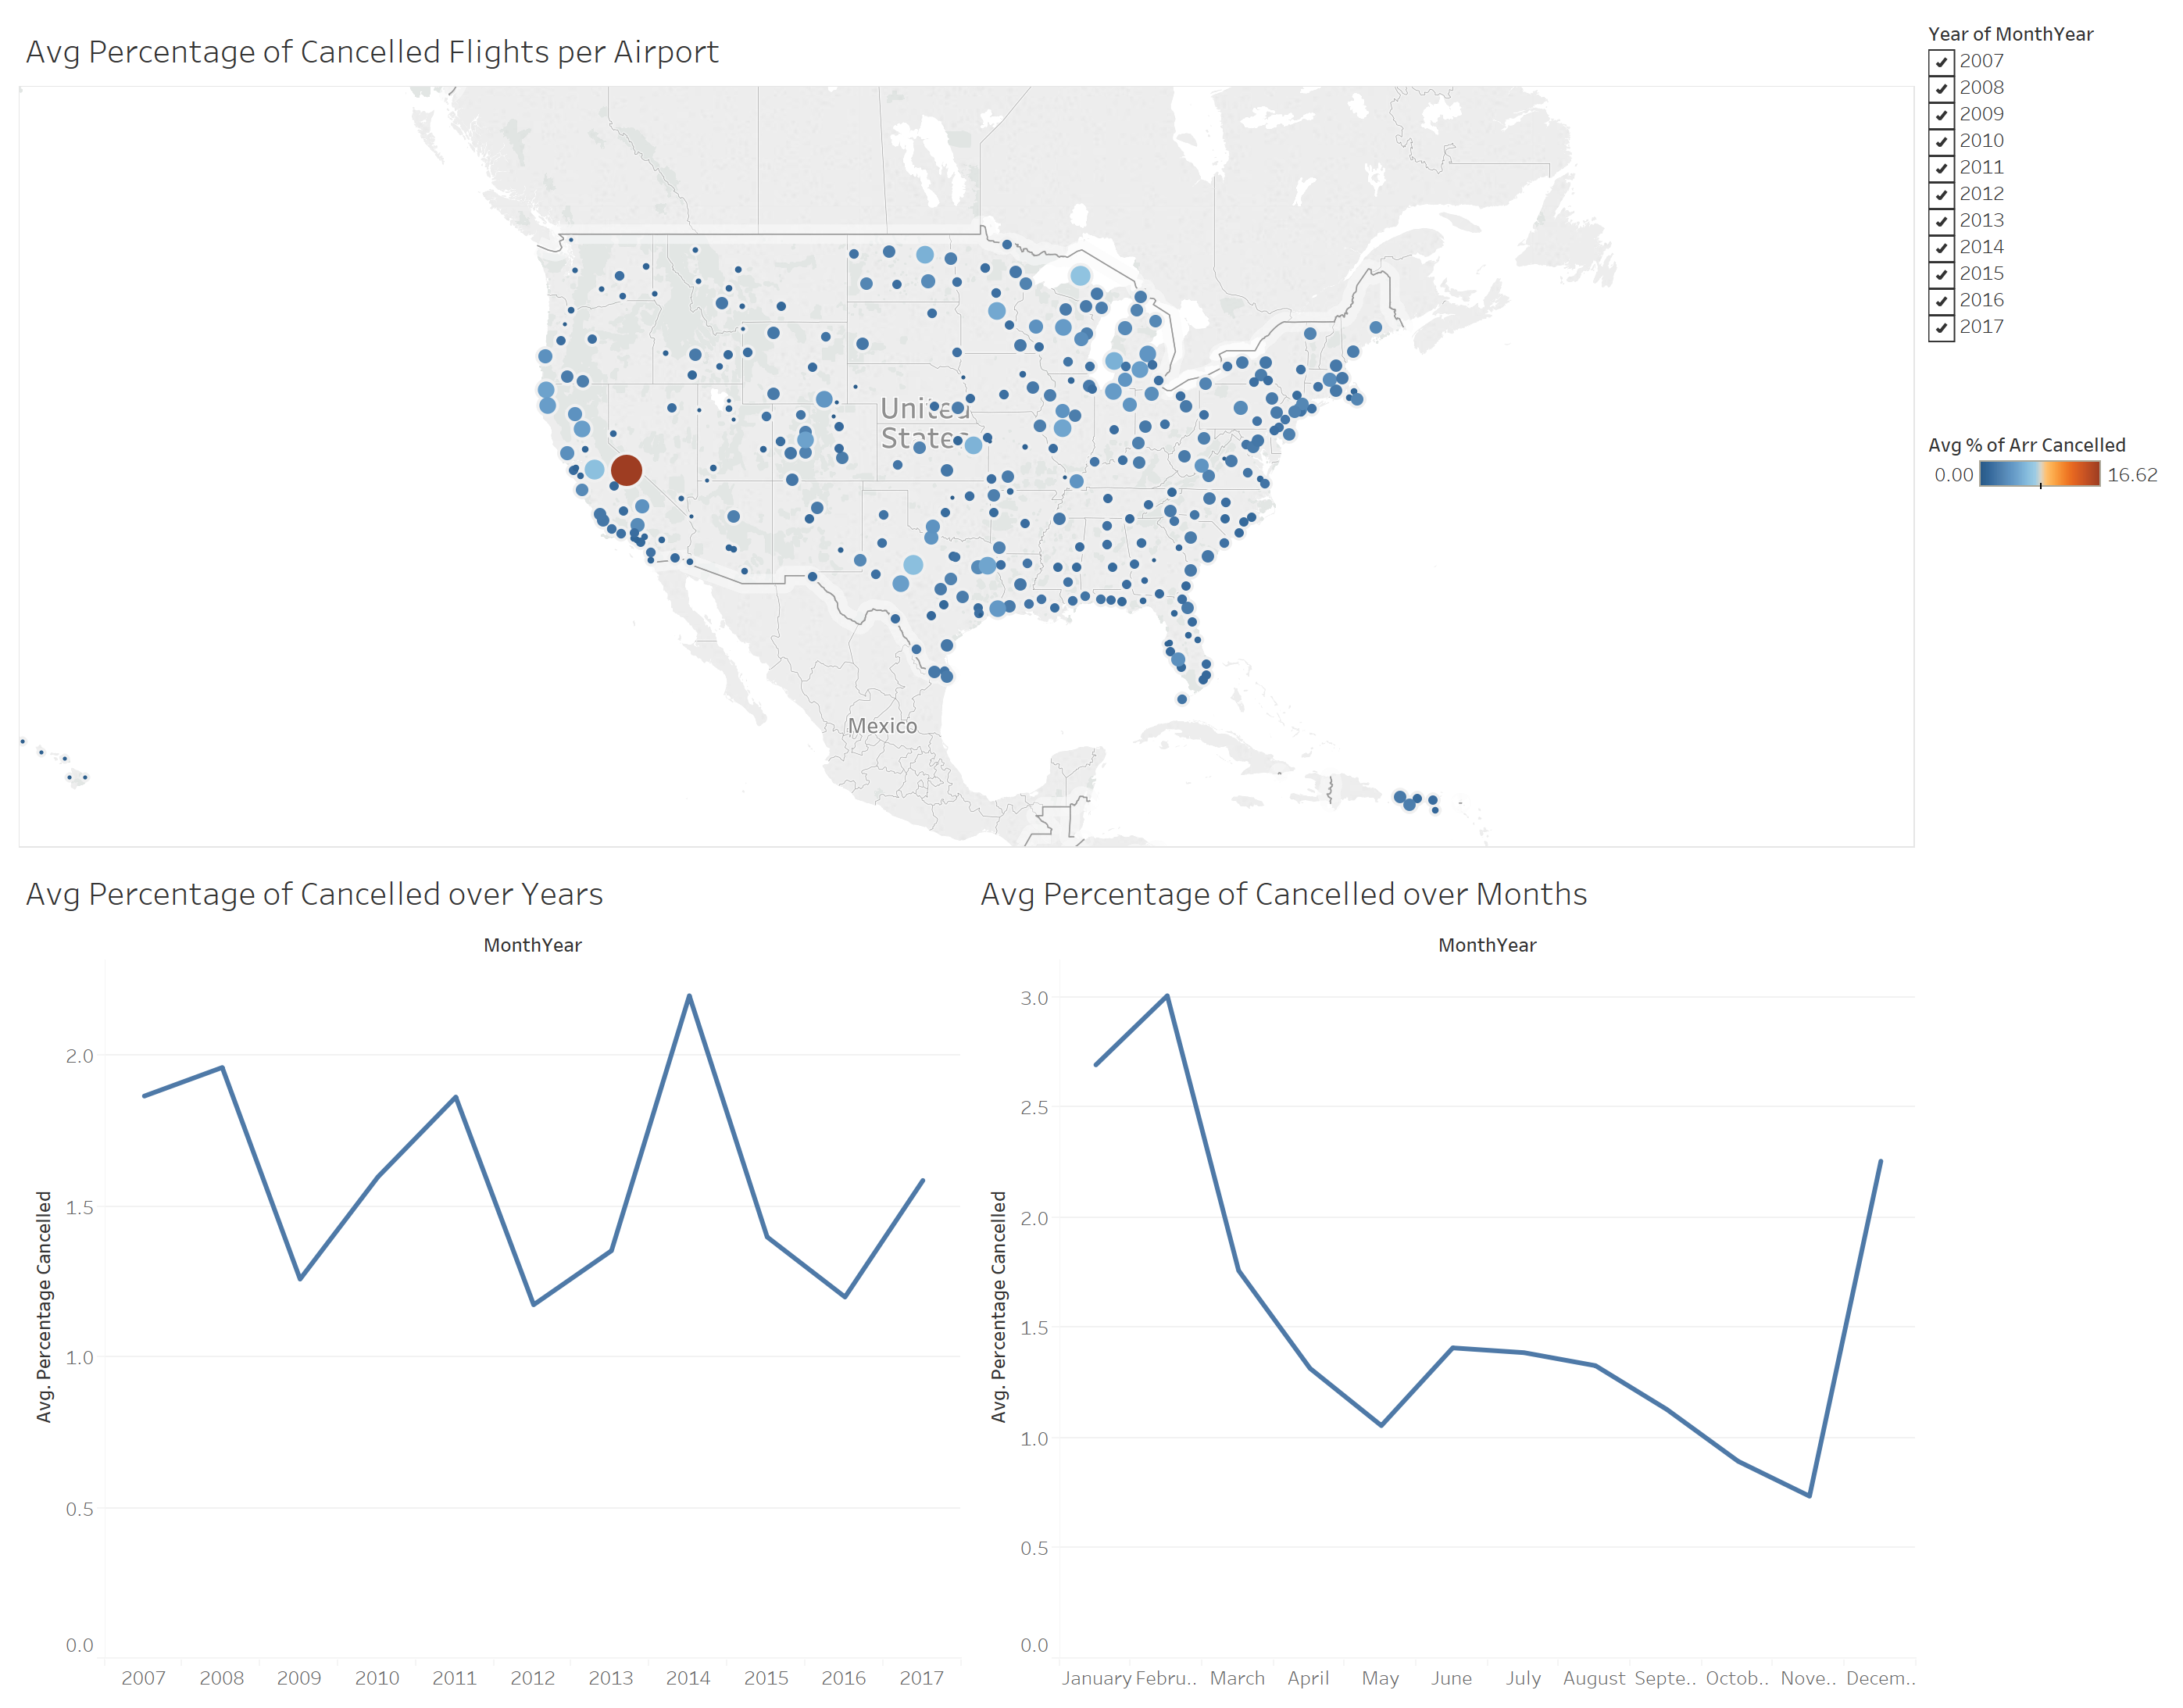 Avg Percentage of Cancelled Flights per Airport
Year of MonthYear
2007
2008
2009
2010
2011
2012
2013
2014
2015
2016
2017
United
States
Mexico
Avg % of Arr Cancelled
0.00 16.62
Avg Percentage of Cancelled over Years
MonthYear
Avg. Percentage Cancelled
2.0
1.5
1.0
0.5
0.0
2007 2008 2009 2010 2011 2012 2013 2014 2015 2016 2017
Avg Percentage of Cancelled over Months
MonthYear
Avg. Percentage Cancelled
3.0
2.5
2.0
1.5
1.0
0.5
0.0
January Febru.. March April May June July August Septe.. Octob.. Nove.. Decem..